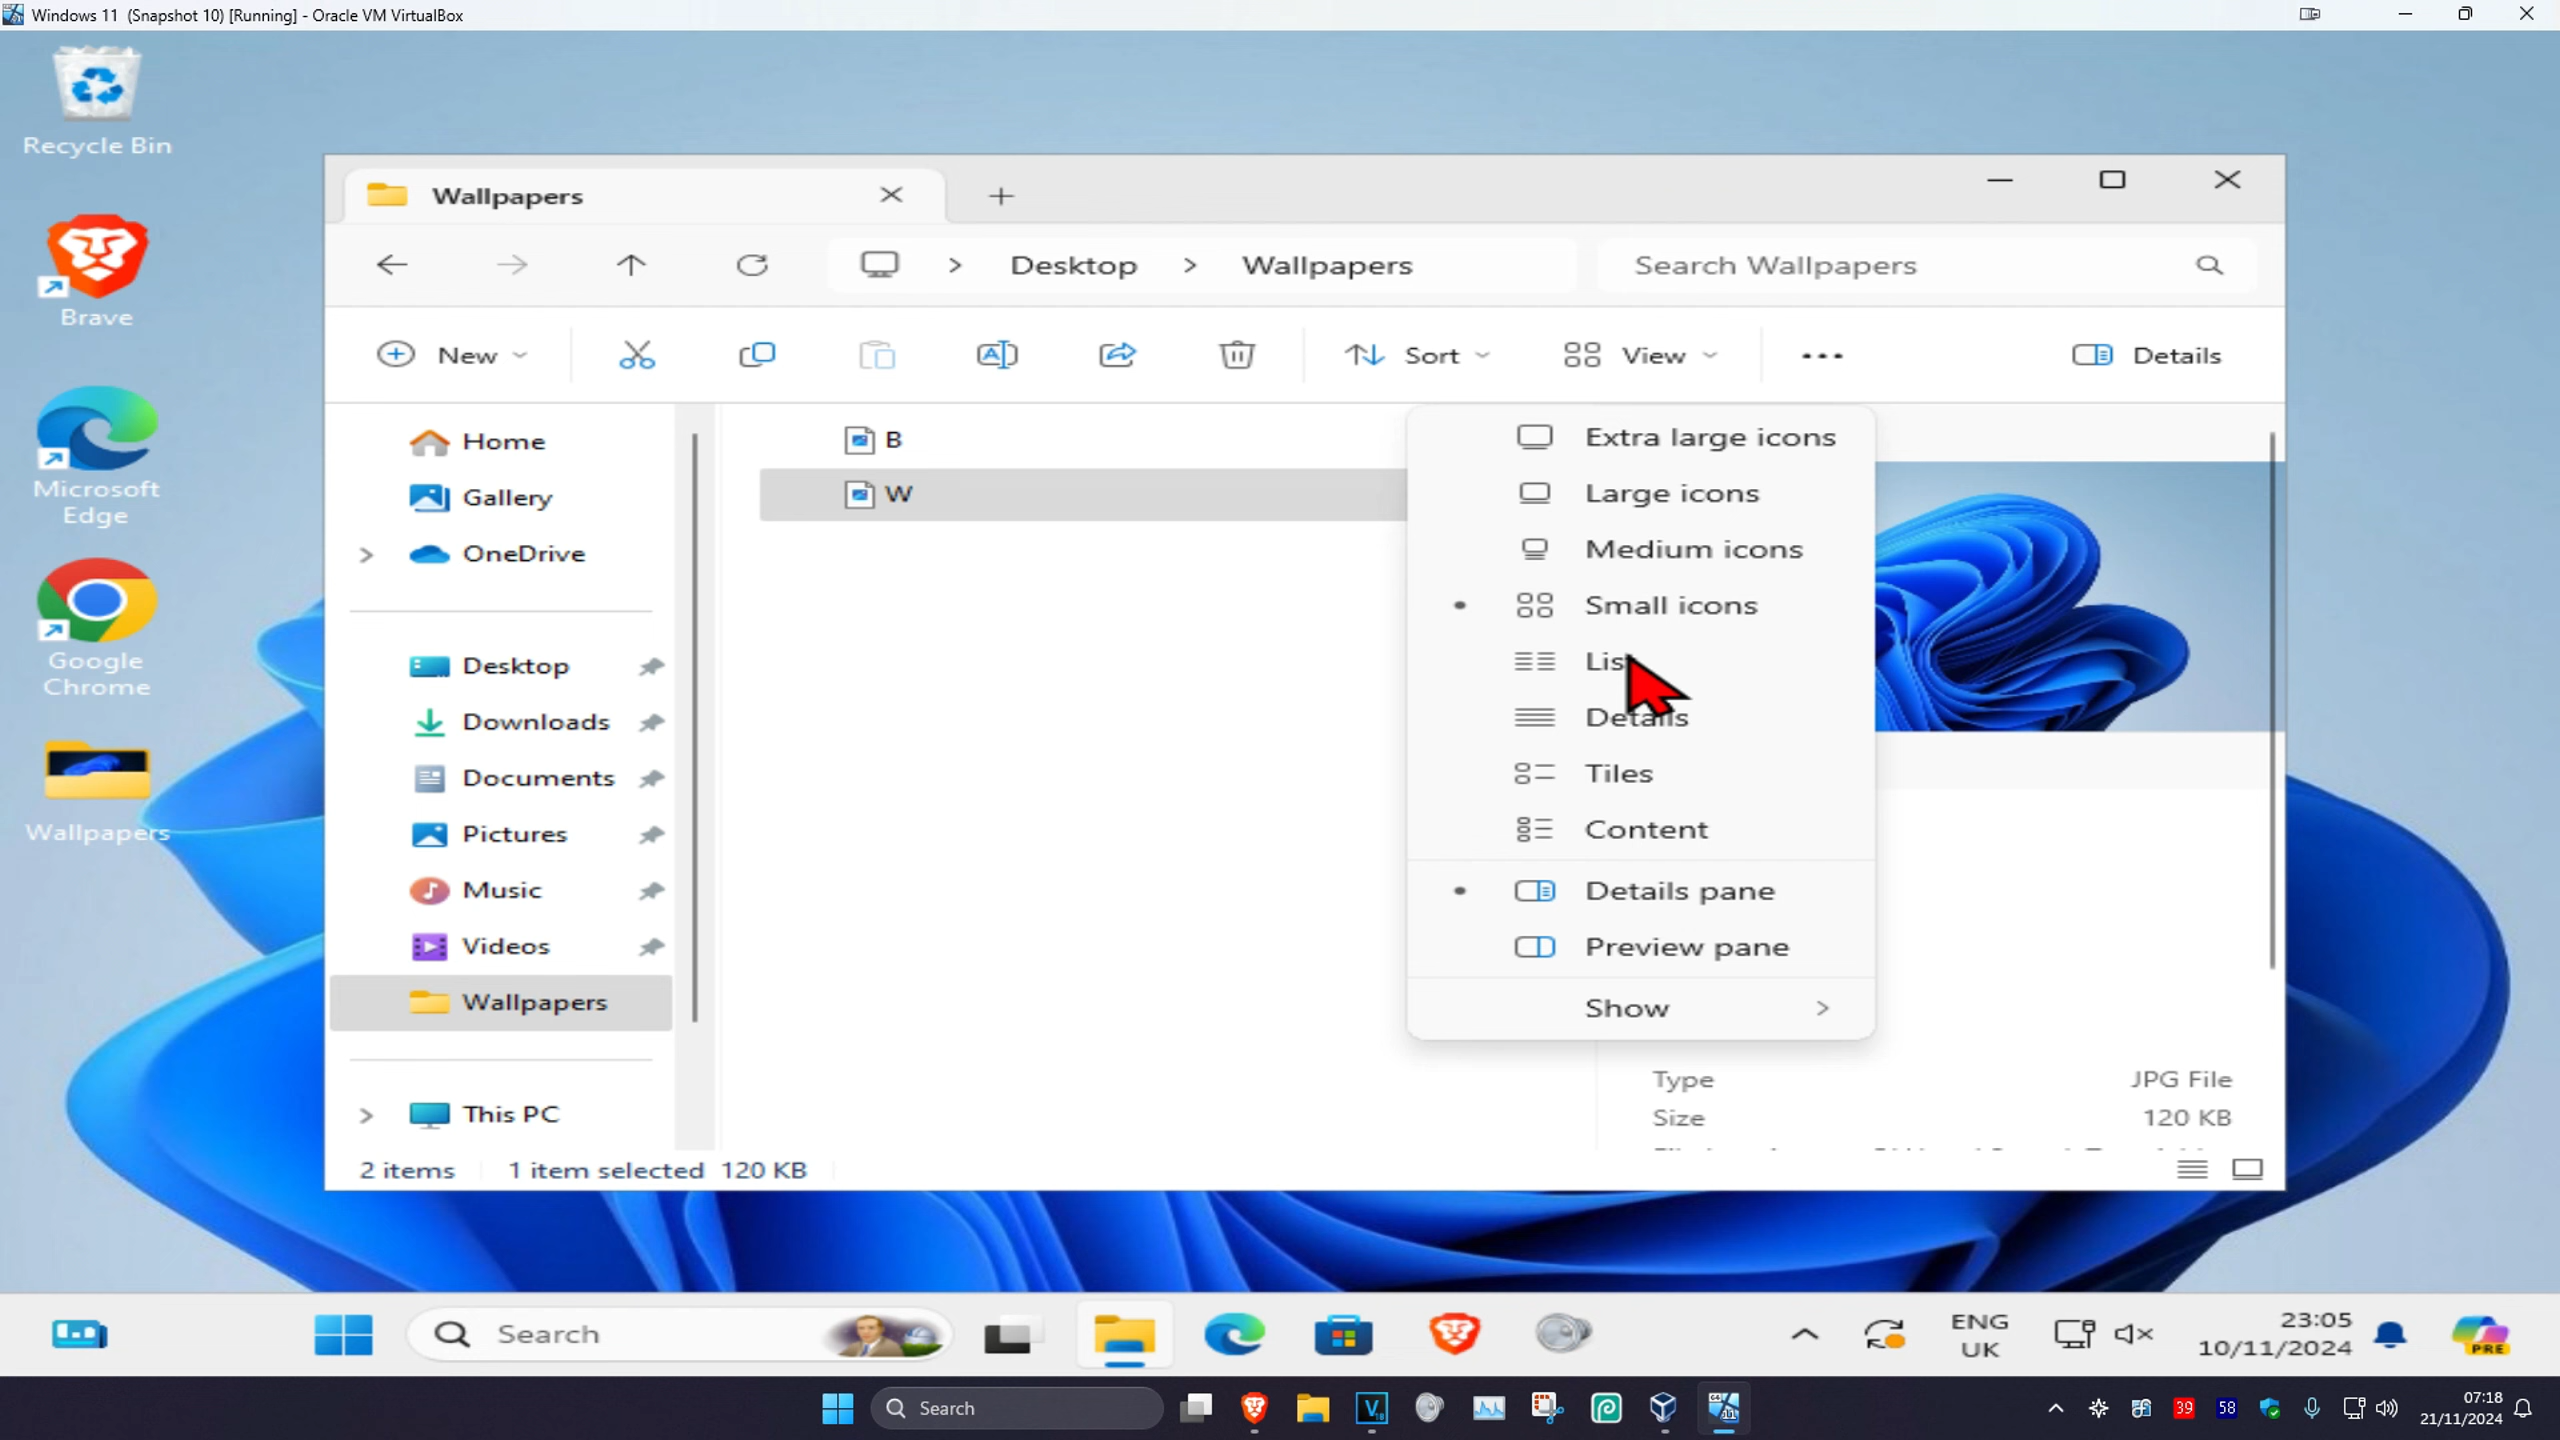 Windows 11 (Snapshot 10) [Running] - Oracle VM VirtualBox
Recycle Bin
Brave
Microsoft
Edge
Google
Chrome
Wallpapers
Wallpapers
Desktop > Wallpapers
Search Wallpapers
New
Sort
View
Details
Home
Gallery
OneDrive
Desktop
Downloads
Documents
Pictures
Music
Videos
Wallpapers
This PC
B
W
Extra large icons
Large icons
Medium icons
Small icons
Lis
Details
Tiles
Content
Details pane
Preview pane
Show
Type JPG File
Size 120 KB
2 items 1 item selected 120 KB
Search
ENG
UK
23:05
10/11/2024
PRE
Search
39
58
07:18
21/11/2024